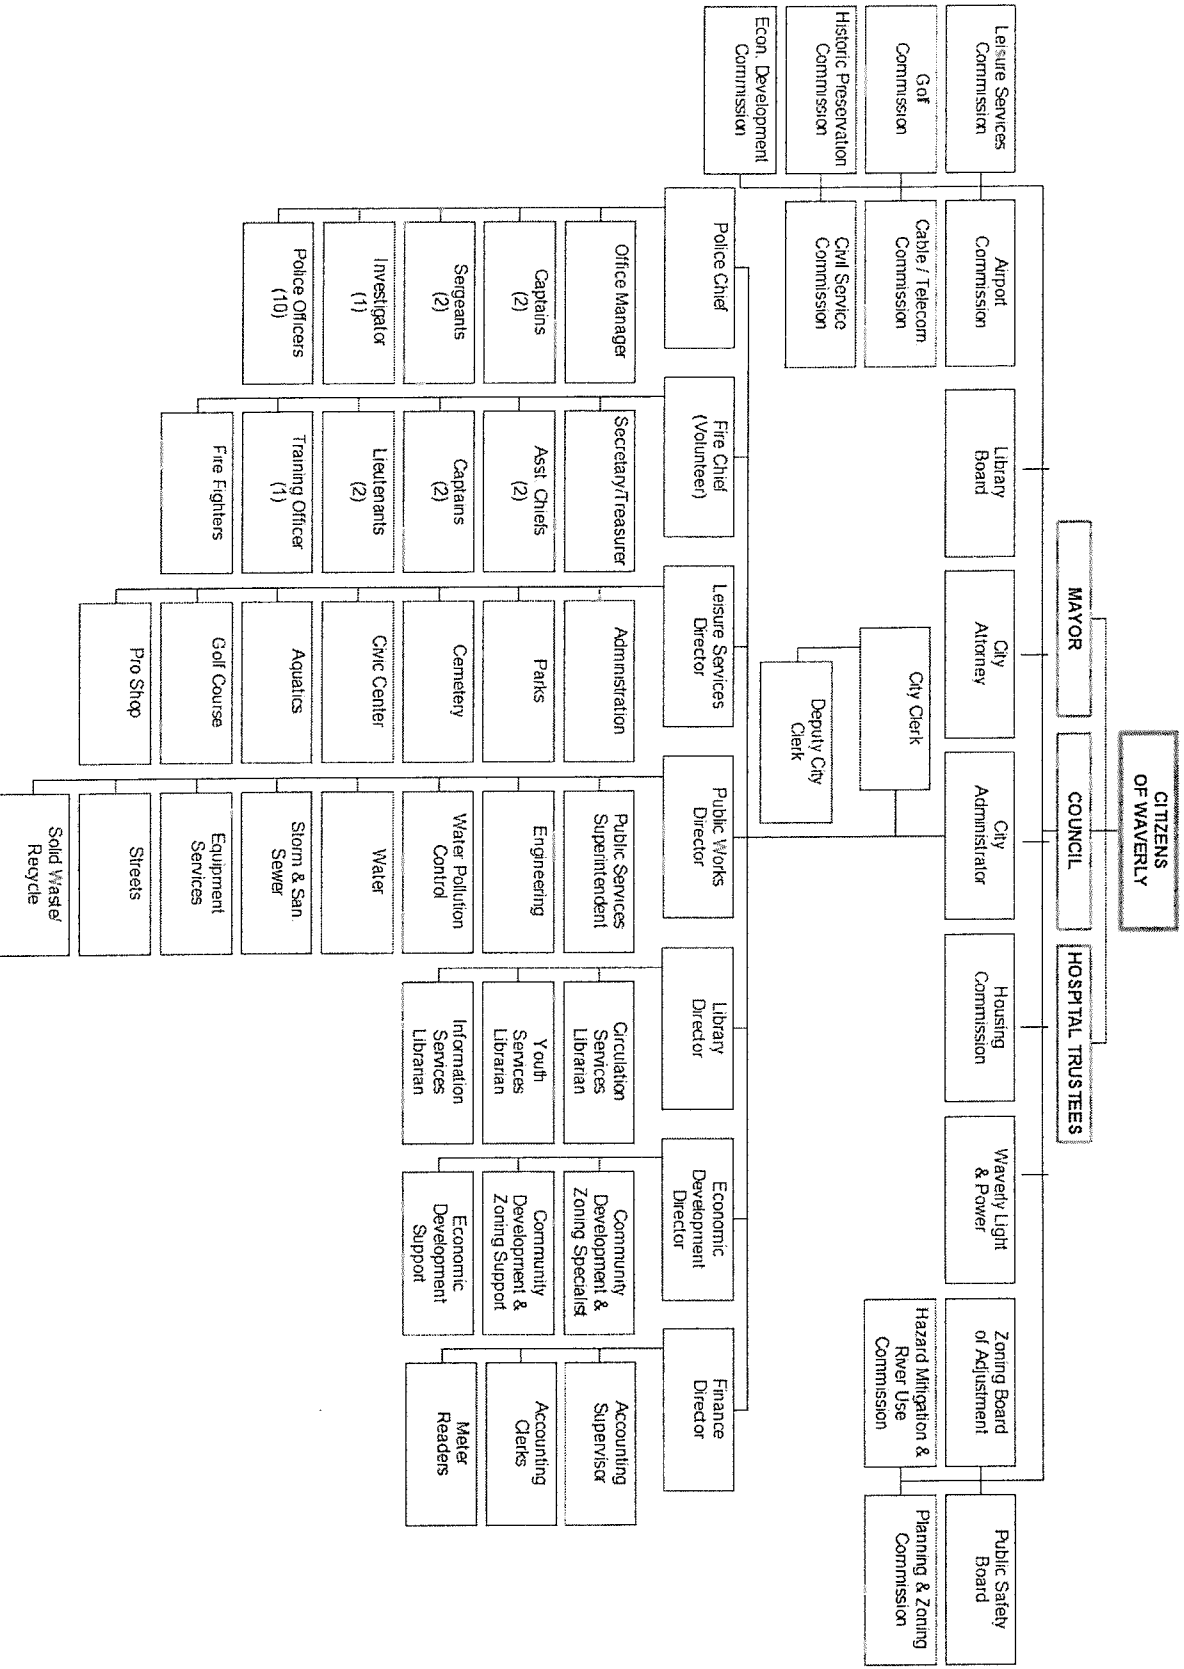 CITIZENS
OF WAVERLY
MAYOR
COUNCIL
HOSPITAL TRUSTEES
Leisure Services
Commission
Airport
Commission
Library
Board
City
Attorney
City
Administrator
Housing
Commission
Waverly Light
& Power
Zoning Board
of Adjustment
Public Safety
Board
Golf
Commission
Cable / Telecom.
Commission
City Clerk
Hazard Mitigation &
River Use
Commission
Planning & Zoning
Commission
Historic Preservation
Commission
Civil Service
Commission
Deputy City
Clerk
Econ. Development
Commission
Police Chief
Fire Chief
(Volunteer)
Leisure Services
Director
Public Works
Director
Library
Director
Economic
Development
Director
Finance
Director
Office Manager
Secretary/Treasurer
Administration
Public Services
Superintendent
Circulation
Services
Librarian
Community
Development &
Zoning Specialist
Accounting
Supervisor
Captains
(2)
Asst. Chiefs
(2)
Parks
Engineering
Youth
Services
Librarian
Community
Development &
Zoning Support
Accounting
Clerks
Sergeants
(2)
Captains
(2)
Cemetery
Water Pollution
Control
Information
Services
Librarian
Economic
Development
Support
Meter
Readers
Investigator
(1)
Lieutenants
(2)
Civic Center
Water
Police Officers
(10)
Training Officer
(1)
Aquatics
Storm & San.
Sewer
Fire Fighters
Golf Course
Equipment
Services
Pro Shop
Streets
Solid Waste/
Recycle